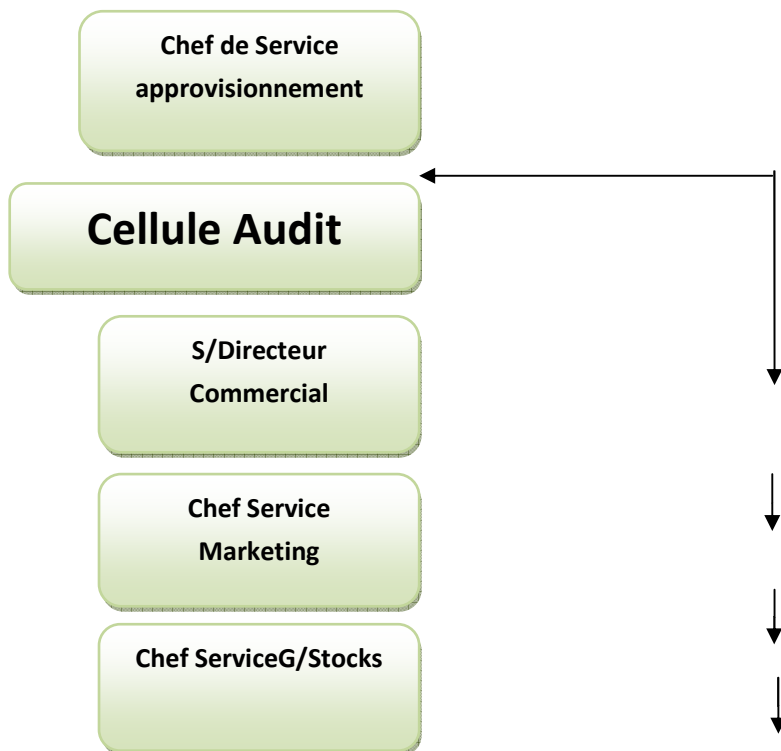 Chef de Service
approvisionnement
Cellule Audit
S/Directeur
Commercial
Chef Service
Marketing
Chef ServiceG/Stocks